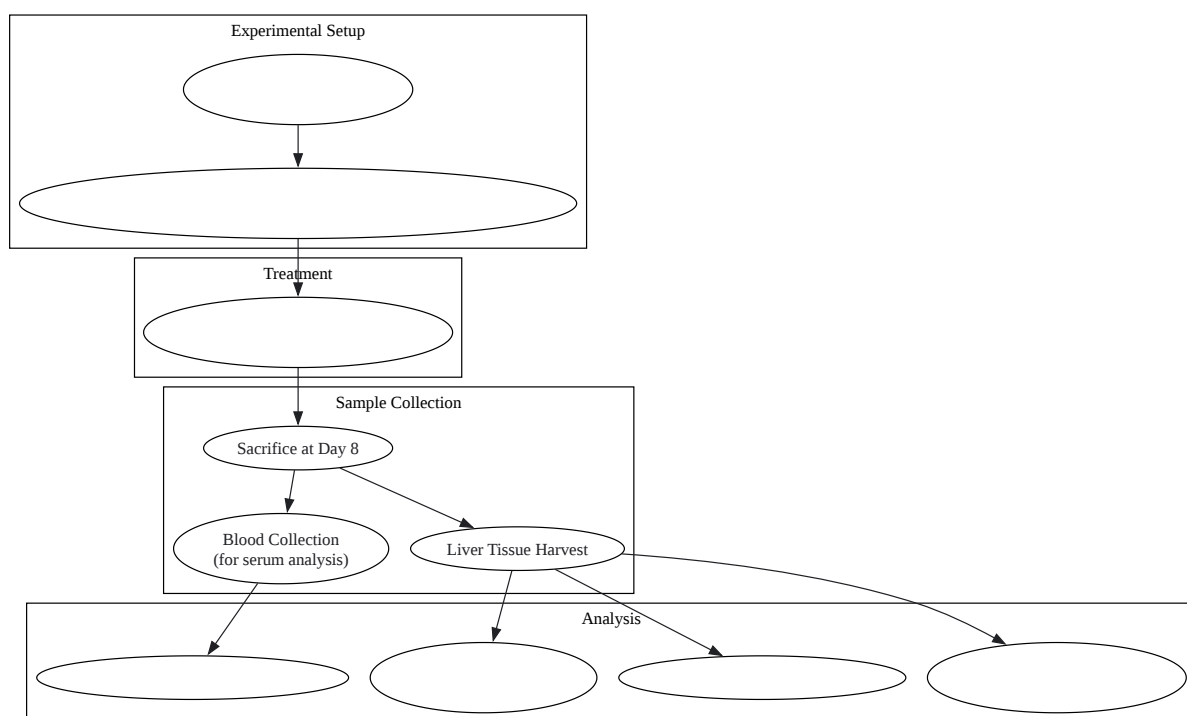 Experimental Setup
Treatment
Sample Collection
Sacrifice at Day 8
Blood Collection
(for serum analysis)
Liver Tissue Harvest
Analysis